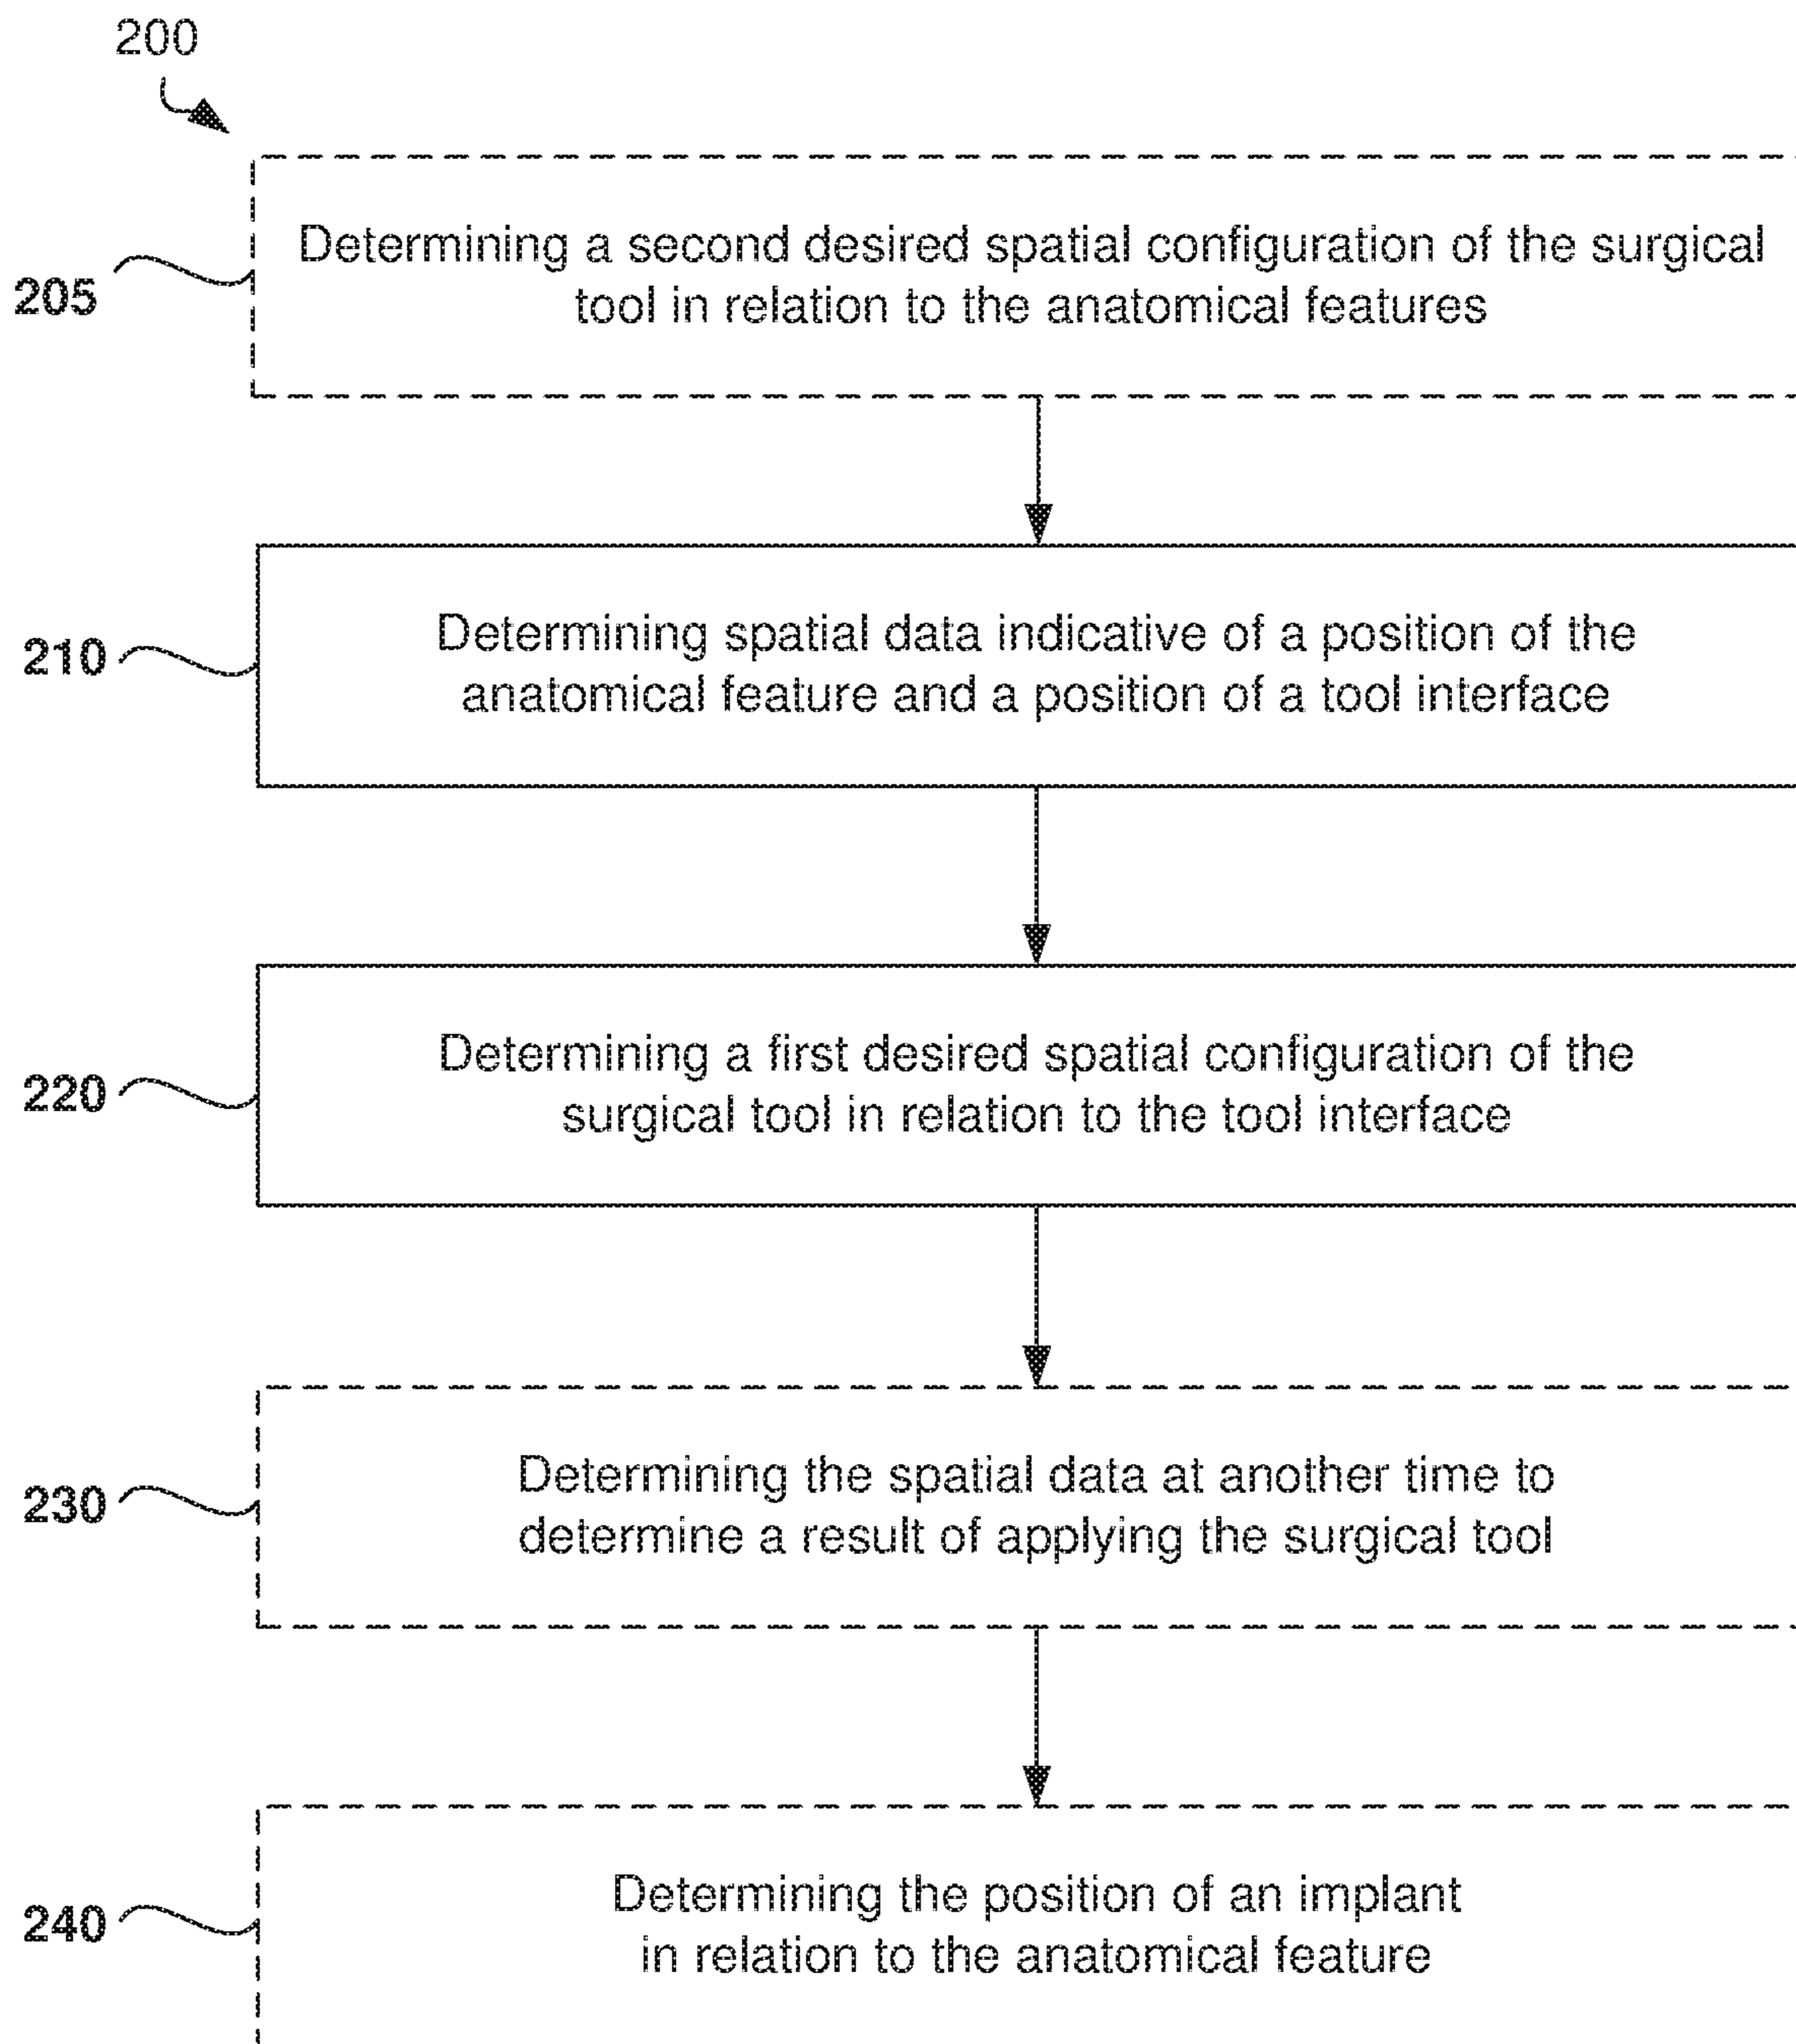 200
205
Determining a second desired spatial configuration of the surgical
tool in relation to the anatomical features
210
Determining spatial data indicative of a position of the
anatomical feature and a position of a tool interface
220
Determining a first desired spatial configuration of the
surgical tool in relation to the tool interface
230
Determining the spatial data at another time to
determine a result of applying the surgical tool
240
Determining the position of an implant
in relation to the anatomical feature